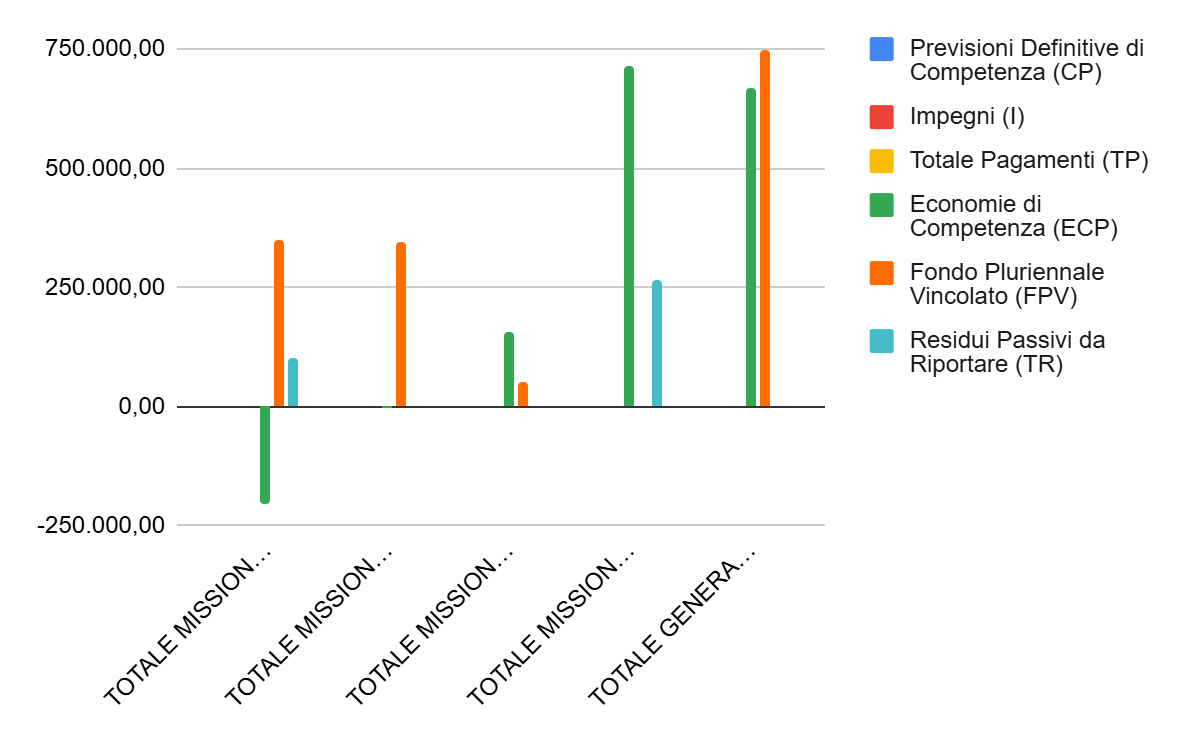 750.000,00
500.000,00
250.000,00
0,00
-250.000,00
TOTALE MISSION…
TOTALE MISSION…
TOTALE MISSION…
TOTALE MISSION…
TOTALE GENERA…
Previsioni Definitive di
Competenza (CP)
Impegni (I)
Totale Pagamenti (TP)
Economie di
Competenza (ECP)
Fondo Pluriennale
Vincolato (FPV)
Residui Passivi da
Riportare (TR)